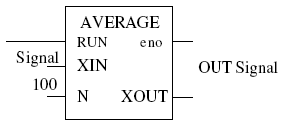 AVERAGE
RUN eno
Signal XIN OUT Signal
100 N XOUT